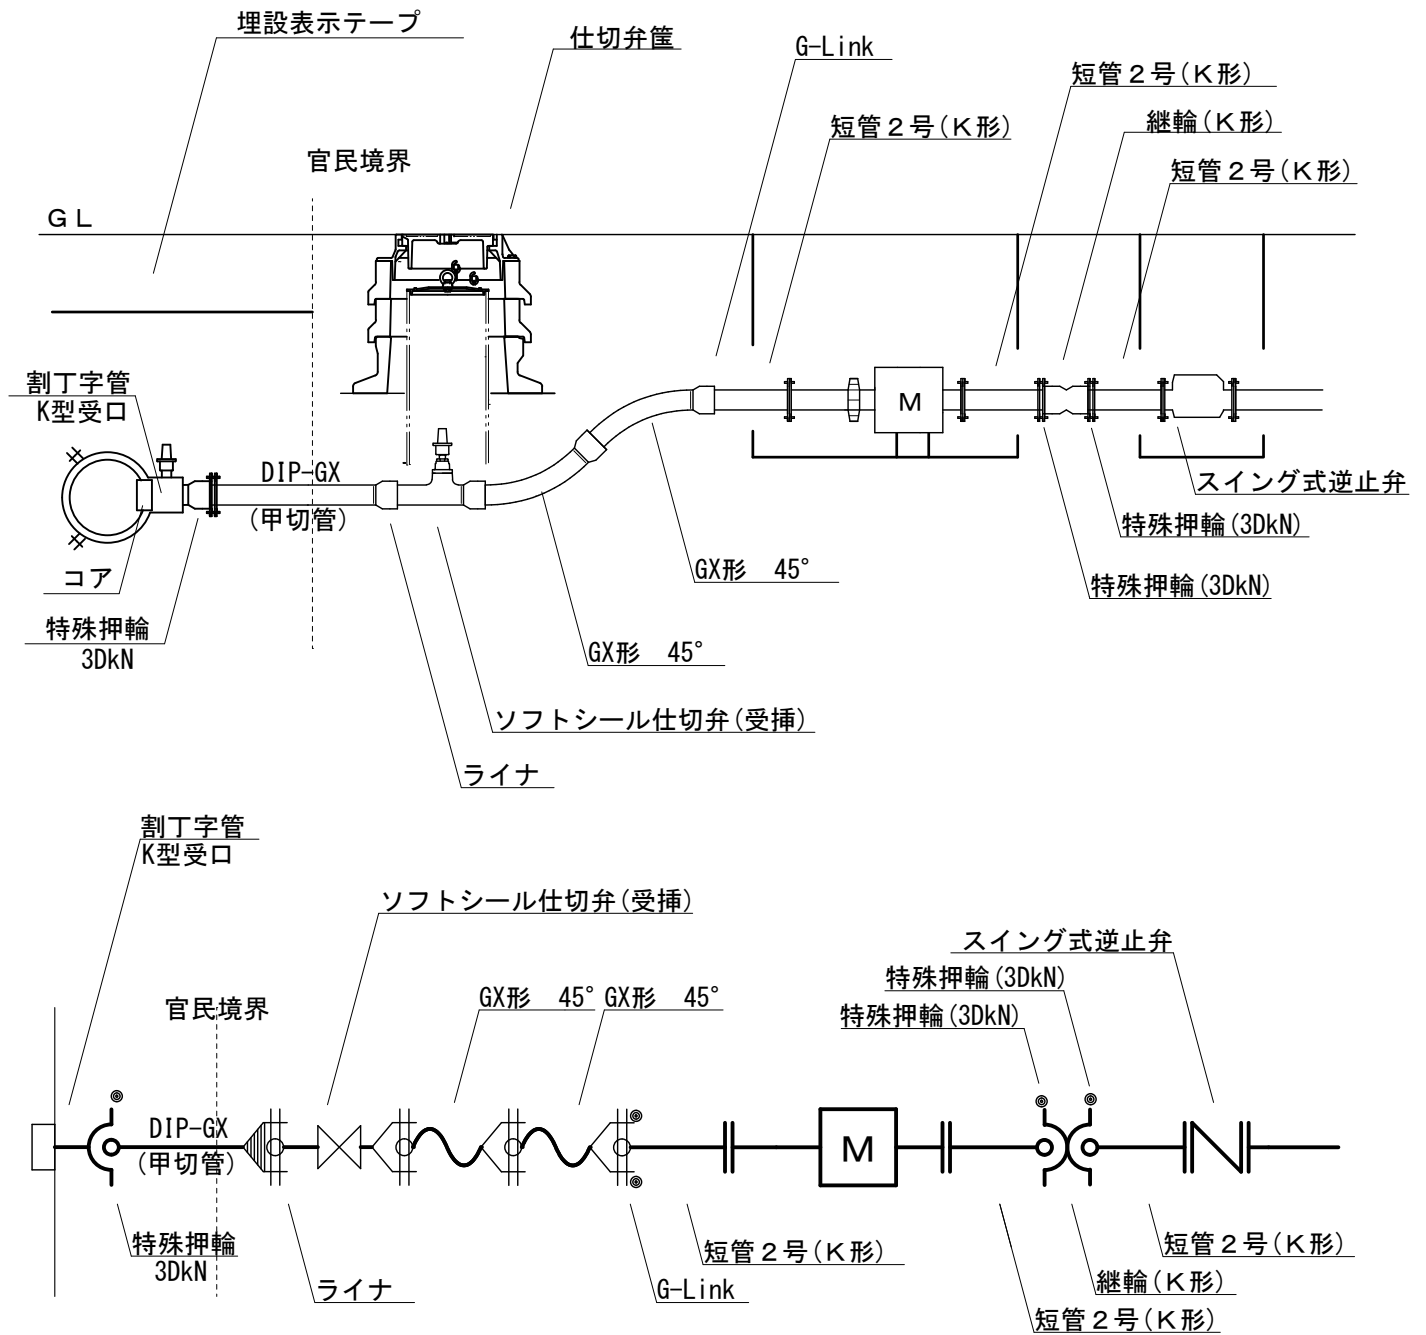 埋設表示テープ
仕切弁筐
G-Link
短管２号(Ｋ形)
短管２号(Ｋ形)
継輪(Ｋ形)
短管２号(Ｋ形)
官民境界
ＧＬ
割丁字管
K型受口
M
DIP-GX
(甲切管)
スイング式逆止弁
特殊押輪(3DkN)
コア
GX形　45°
特殊押輪(3DkN)
特殊押輪
3DkN
GX形　45°
ソフトシール仕切弁(受挿)
ライナ
割丁字管
K型受口
ソフトシール仕切弁(受挿)
スイング式逆止弁
特殊押輪(3DkN)
GX形　45°
GX形　45°
官民境界
特殊押輪(3DkN)
DIP-GX
(甲切管)
M
特殊押輪
3DkN
短管２号(Ｋ形)
短管２号(Ｋ形)
ライナ
G-Link
継輪(Ｋ形)
短管２号(Ｋ形)